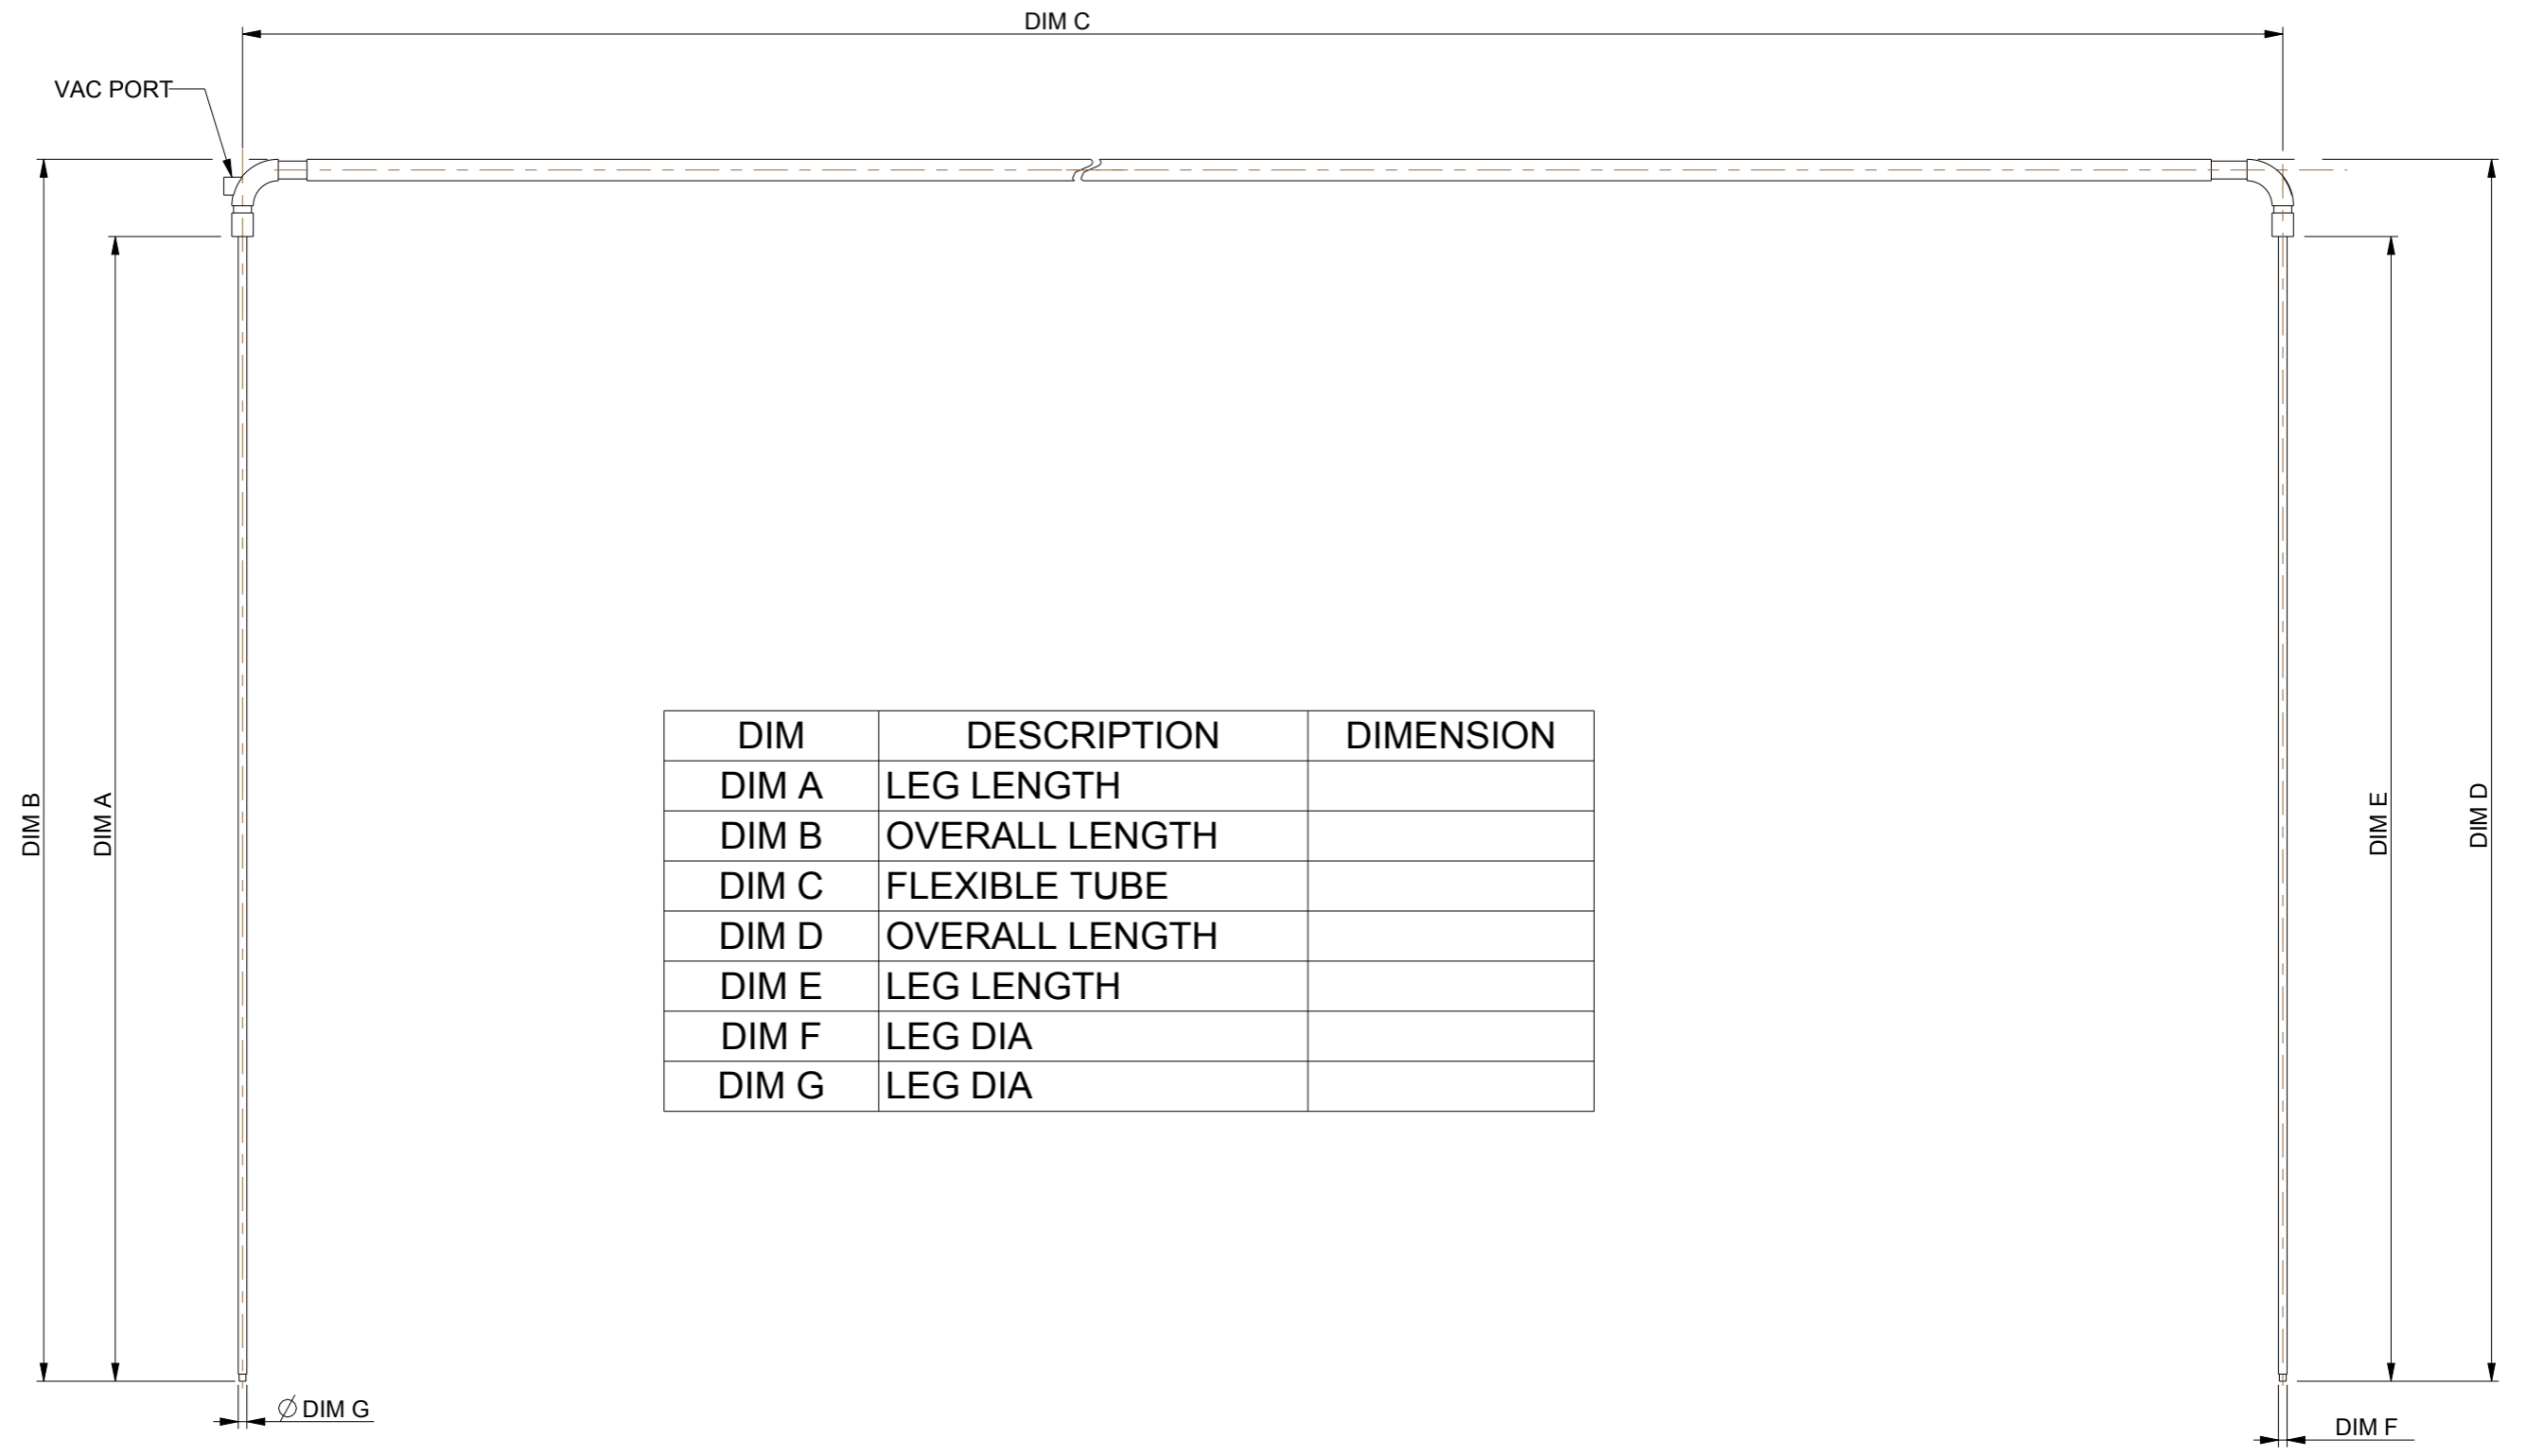 DIM C
VAC PORT
DIM B
DIM A
DIM E
DIM D
DIM DESCRIPTION DIMENSION
DIM A LEG LENGTH
DIM B OVERALL LENGTH
DIM C FLEXIBLE TUBE
DIM D OVERALL LENGTH
DIM E LEG LENGTH
DIM F LEG DIA
DIM G LEG DIA
∅ DIM G
DIM F